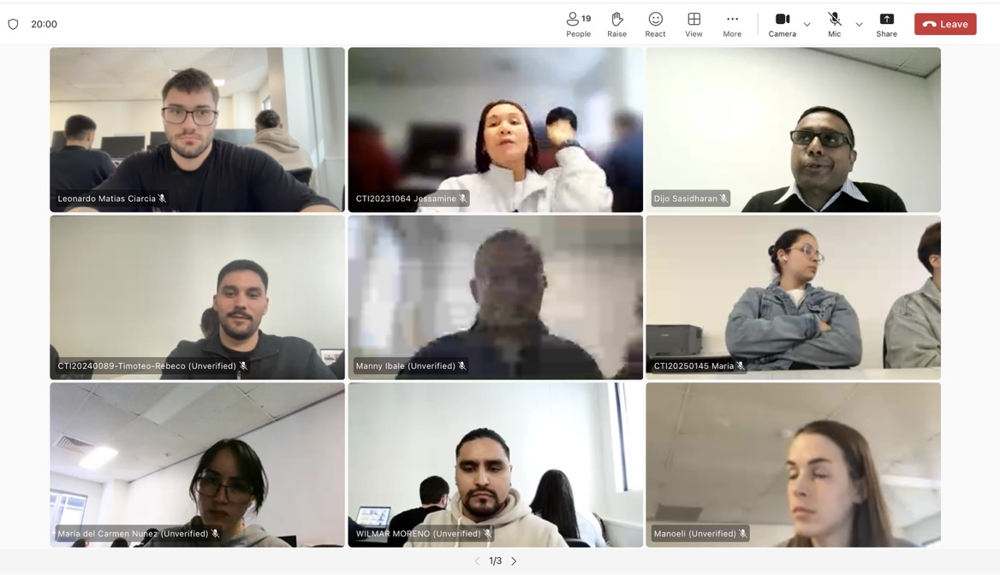 20:00
19
People
Raise
React
View
More
Camera
Mic
Share
Leave
Leonardo Matias Ciarcia
CTI20231064 Jessamine
Dijo Sasidharan
CTI20240089-Timoteo-Rebeco (Unverified)
Manny Ibale (Unverified)
CTI20250145 Maria
Maria del Carmen Nunez (Unverified)
WILMAR MORENO (Unverified)
Manoeli (Unverified)
1/3